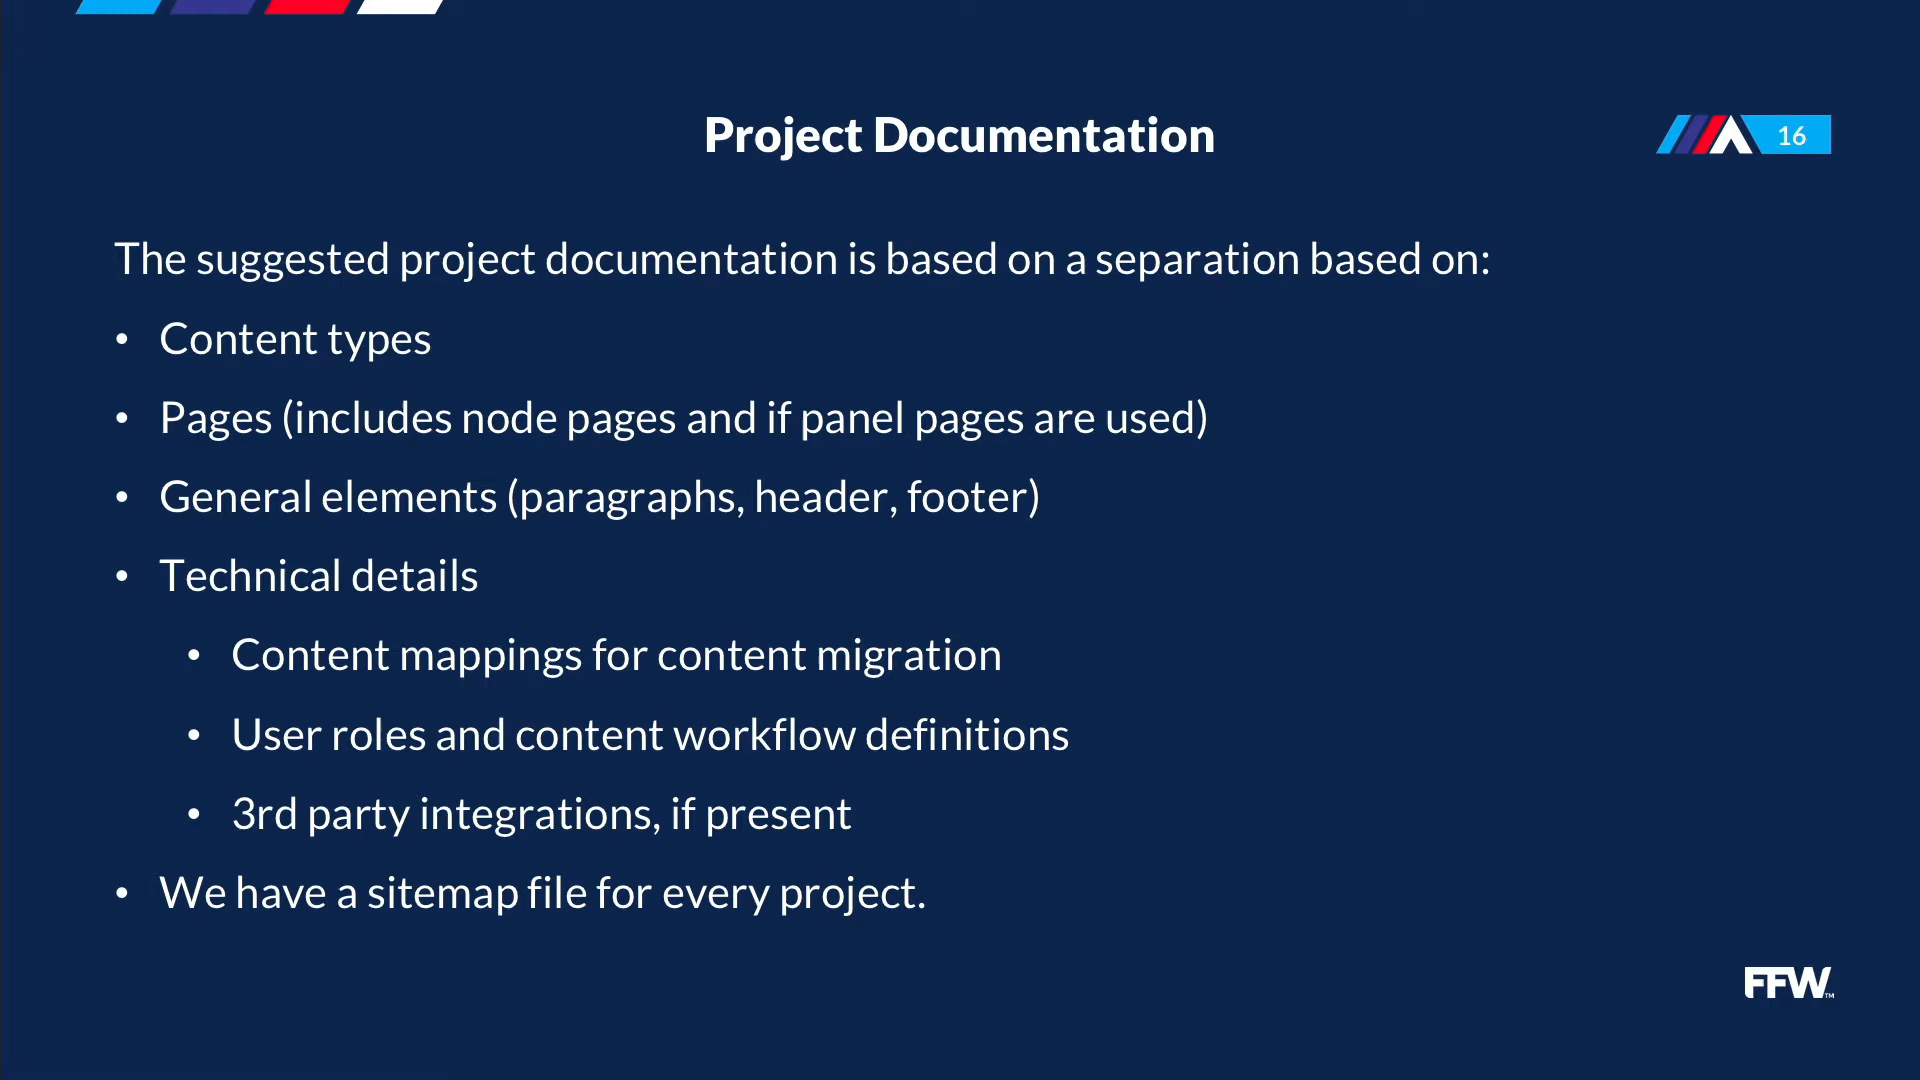 Project Documentation
16
The suggested project documentation is based on a separation based on:
• Content types
• Pages (includes node pages and if panel pages are used)
• General elements (paragraphs, header, footer)
• Technical details
• Content mappings for content migration
• User roles and content workflow definitions
• 3rd party integrations, if present
• We have a sitemap file for every project.
FFW™